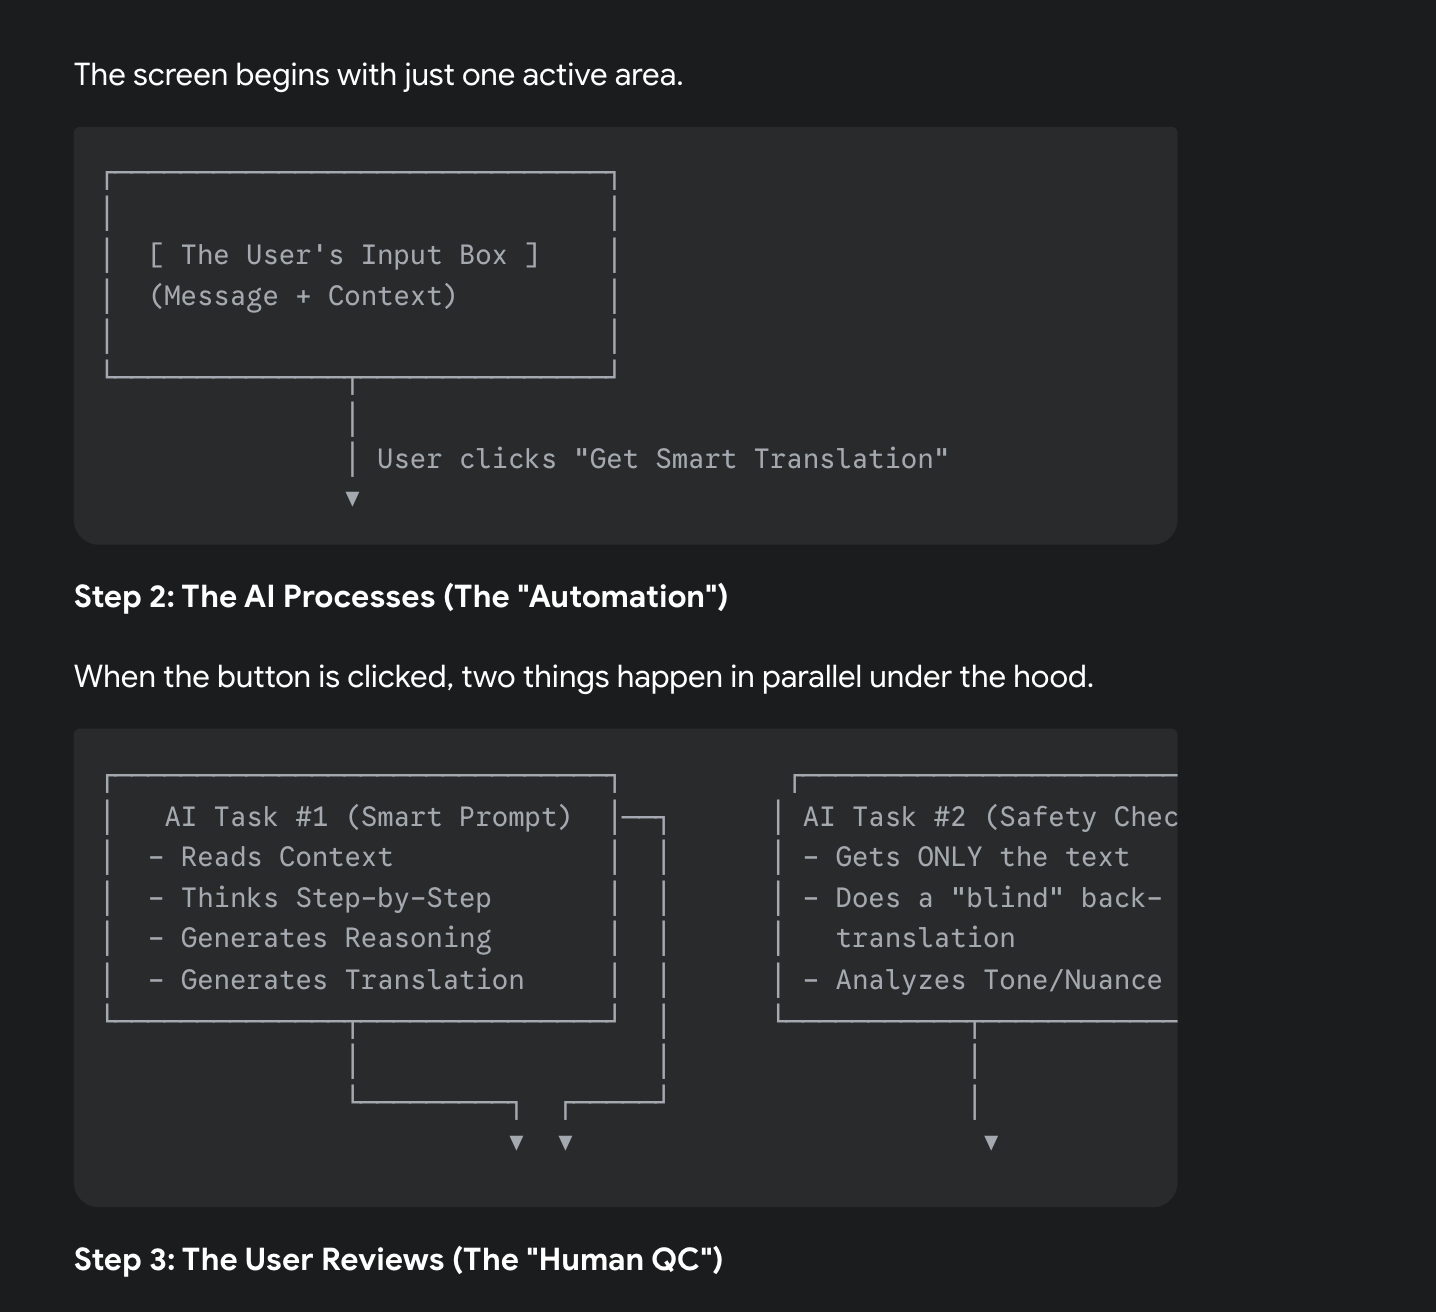 The screen begins with just one active area.
[ The User's Input Box ]
(Message + Context)
User clicks "Get Smart Translation"
Step 2: The AI Processes (The "Automation")
When the button is clicked, two things happen in parallel under the hood.
AI Task #1 (Smart Prompt)
- Reads Context
- Thinks Step-by-Step
- Generates Reasoning
- Generates Translation
AI Task #2 (Safety Chec
- Gets ONLY the text
- Does a "blind" back-
translation
- Analyzes Tone/Nuance
Step 3: The User Reviews (The "Human QC")